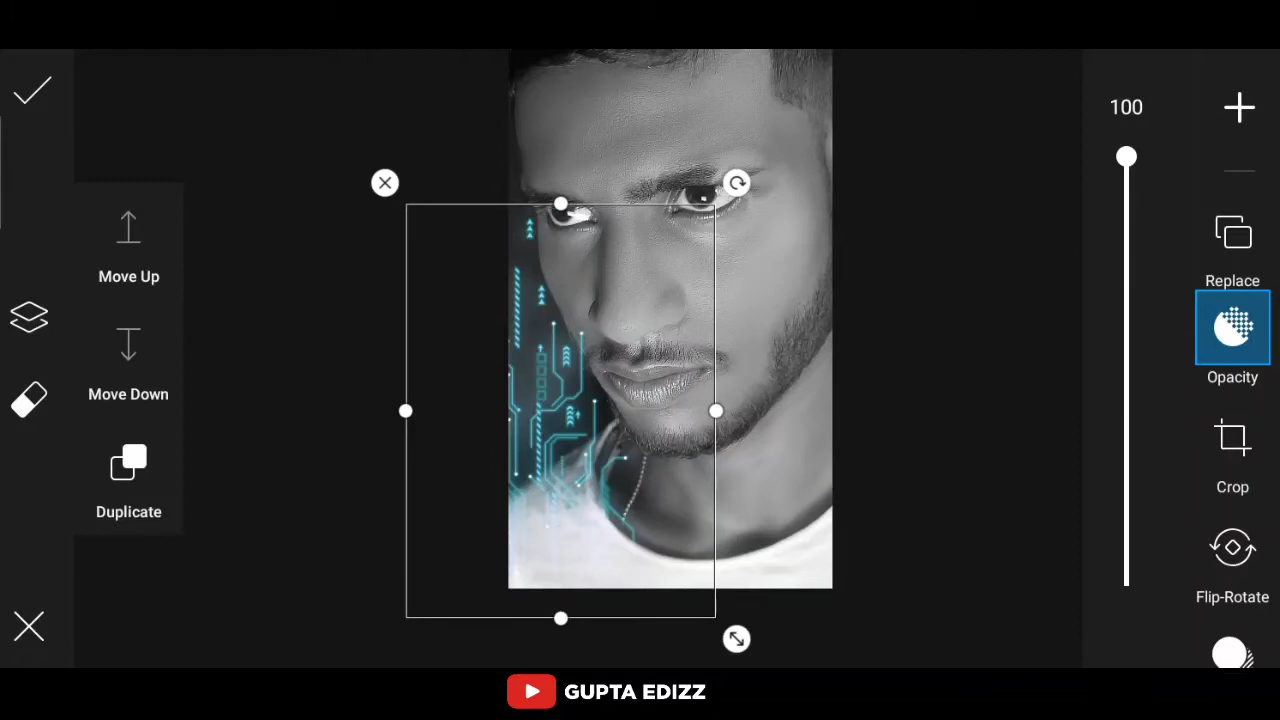 Move Up
Move Down
Duplicate
100
Replace
Opacity
Crop
Flip-Rotate
GUPTA EDIZZ